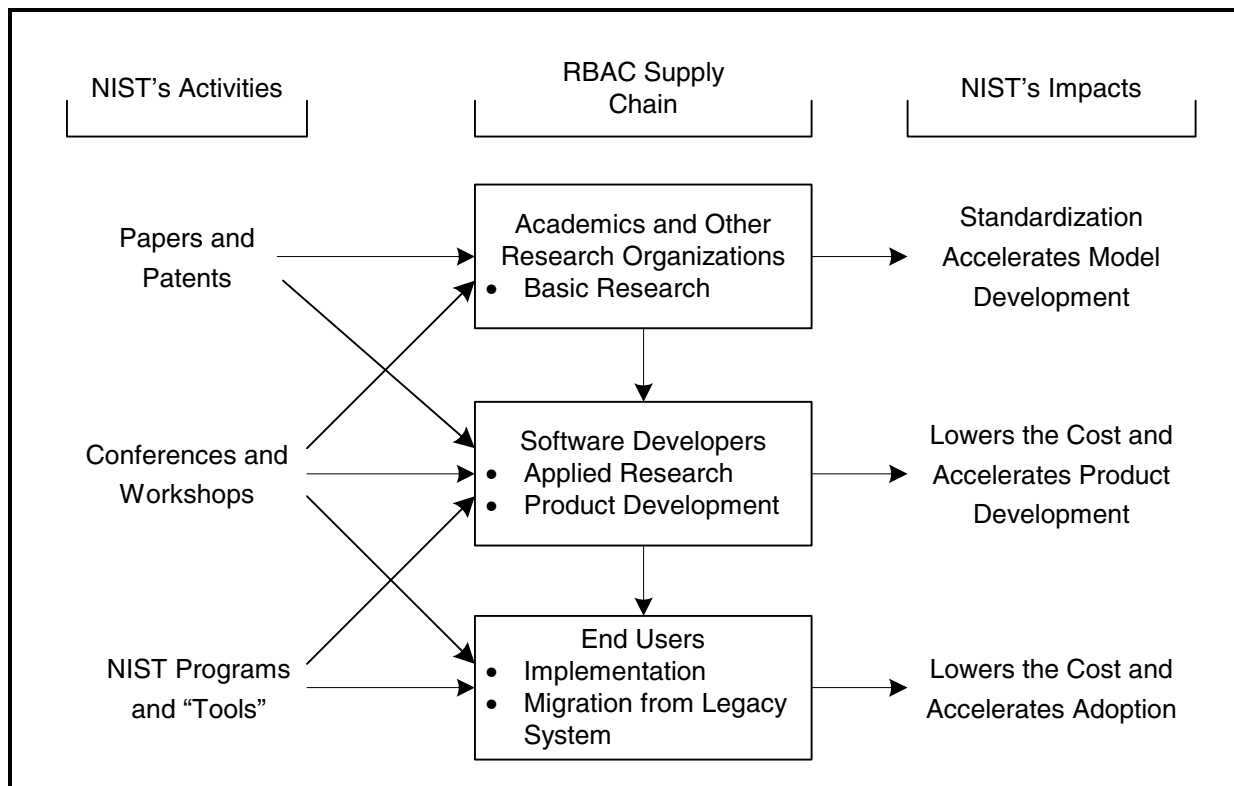 NIST's Activities
RBAC Supply
Chain
NIST's Impacts
Papers and
Patents
Academics and Other
Research Organizations
• Basic Research
Standardization
Accelerates Model
Development
Conferences and
Workshops
Software Developers
• Applied Research
• Product Development
Lowers the Cost and
Accelerates Product
Development
NIST Programs
and “Tools”
End Users
• Implementation
• Migration from Legacy
System
Lowers the Cost and
Accelerates Adoption